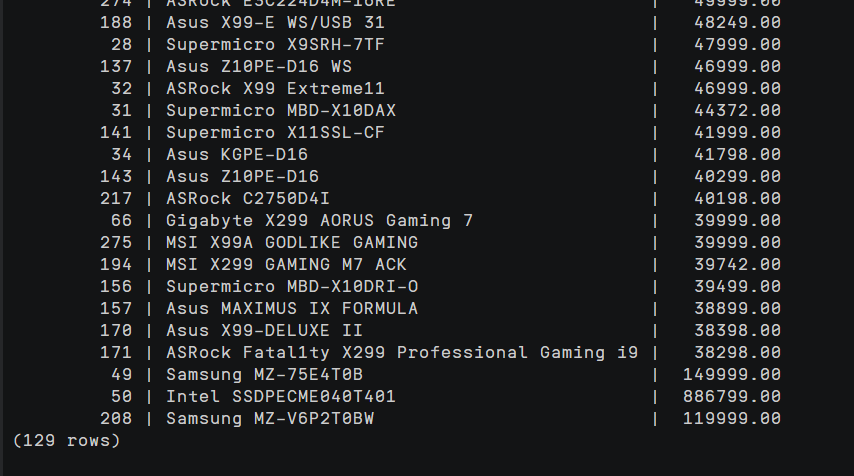 274 | ASRock E3C224D4M-16RE | 49999.00
188 | Asus X99-E WS/USB 31 | 48249.00
28 | Supermicro X9SRH-7TF | 47999.00
137 | Asus Z10PE-D16 WS | 46999.00
32 | ASRock X99 Extreme11 | 46999.00
31 | Supermicro MBD-X10DAX | 44372.00
141 | Supermicro X11SSL-CF | 41999.00
34 | Asus KGPE-D16 | 41798.00
143 | Asus Z10PE-D16 | 40299.00
217 | ASRock C2750D4I | 40198.00
66 | Gigabyte X299 AORUS Gaming 7 | 39999.00
275 | MSI X99A GODLIKE GAMING | 39999.00
194 | MSI X299 GAMING M7 ACK | 39742.00
156 | Supermicro MBD-X10DRI-O | 39499.00
157 | Asus MAXIMUS IX FORMULA | 38899.00
170 | Asus X99-DELUXE II | 38398.00
171 | ASRock Fatal1ty X299 Professional Gaming i9 | 38298.00
49 | Samsung MZ-75E4T0B | 149999.00
50 | Intel SSDPECME040T401 | 886799.00
208 | Samsung MZ-V6P2T0BW | 119999.00
(129 rows)